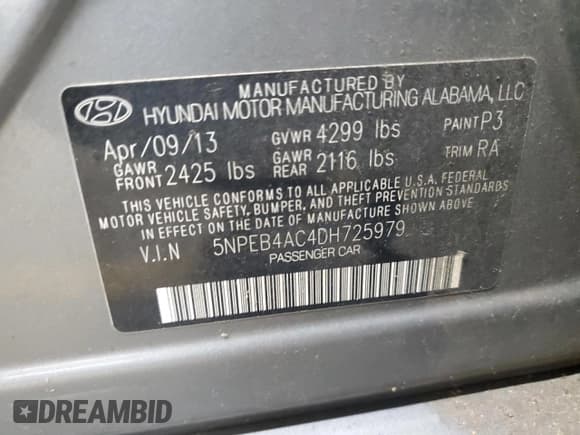 MANUFACTURED BY
HYUNDAI MOTOR MANUFACTURING ALABAMA, LLC
Apr/09/13 GVWR 4299 lbs PAINT P3
GAWR FRONT 2425 lbs GAWR REAR 2116 lbs TRIM RA
THIS VEHICLE CONFORMS TO ALL APPLICABLE U.S.A. FEDERAL
MOTOR VEHICLE SAFETY, BUMPER, AND THEFT PREVENTION STANDARDS
IN EFFECT ON THE DATE OF MANUFACTURE SHOWN ABOVE.
V.I.N 5NPEB4AC4DH725979
PASSENGER CAR
DREAMBID